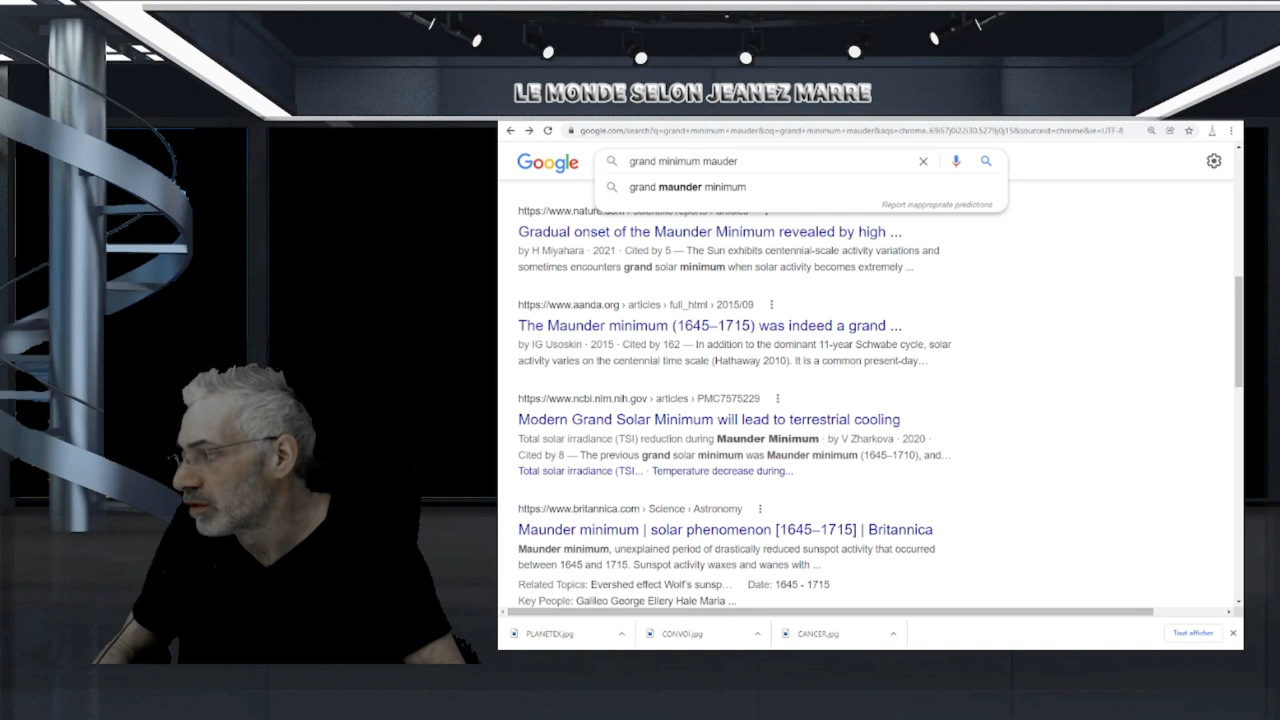 LE MONDE SELON JEANEZ MARRE
google.com/search?q=grand+minimum+mauder&oq=grand+minimum+mauder&aqs=chrome..69i57j0i22i30.5279j0j15&sourceid=chrome&ie=UTF-8
Google
grand minimum mauder
grand maunder minimum
Report inappropriate predictions
https://www.nature.com › scientific reports › articles
Gradual onset of the Maunder Minimum revealed by high ...
by H Miyahara · 2021 · Cited by 5 — The Sun exhibits centennial-scale activity variations and
sometimes encounters grand solar minimum when solar activity becomes extremely ...
https://www.aanda.org › articles › full_html › 2015/09
The Maunder minimum (1645–1715) was indeed a grand ...
by IG Usoskin · 2015 · Cited by 162 — In addition to the dominant 11-year Schwabe cycle, solar
activity varies on the centennial time scale (Hathaway 2010). It is a common present-day…
https://www.ncbi.nlm.nih.gov › articles › PMC7575229
Modern Grand Solar Minimum will lead to terrestrial cooling
Total solar irradiance (TSI) reduction during Maunder Minimum · by V Zharkova · 2020 ·
Cited by 8 — The previous grand solar minimum was Maunder minimum (1645–1710), and…
Total solar irradiance (TSI... · Temperature decrease during...
https://www.britannica.com › Science › Astronomy
Maunder minimum | solar phenomenon [1645–1715] | Britannica
Maunder minimum, unexplained period of drastically reduced sunspot activity that occurred
between 1645 and 1715. Sunspot activity waxes and wanes with ...
Related Topics: Evershed effect Wolf's sunsp… Date: 1645 - 1715
Key People: Galileo George Ellery Hale Maria ...
PLANETEX.jpg
CONVOI.jpg
CANCER.jpg
Tout afficher